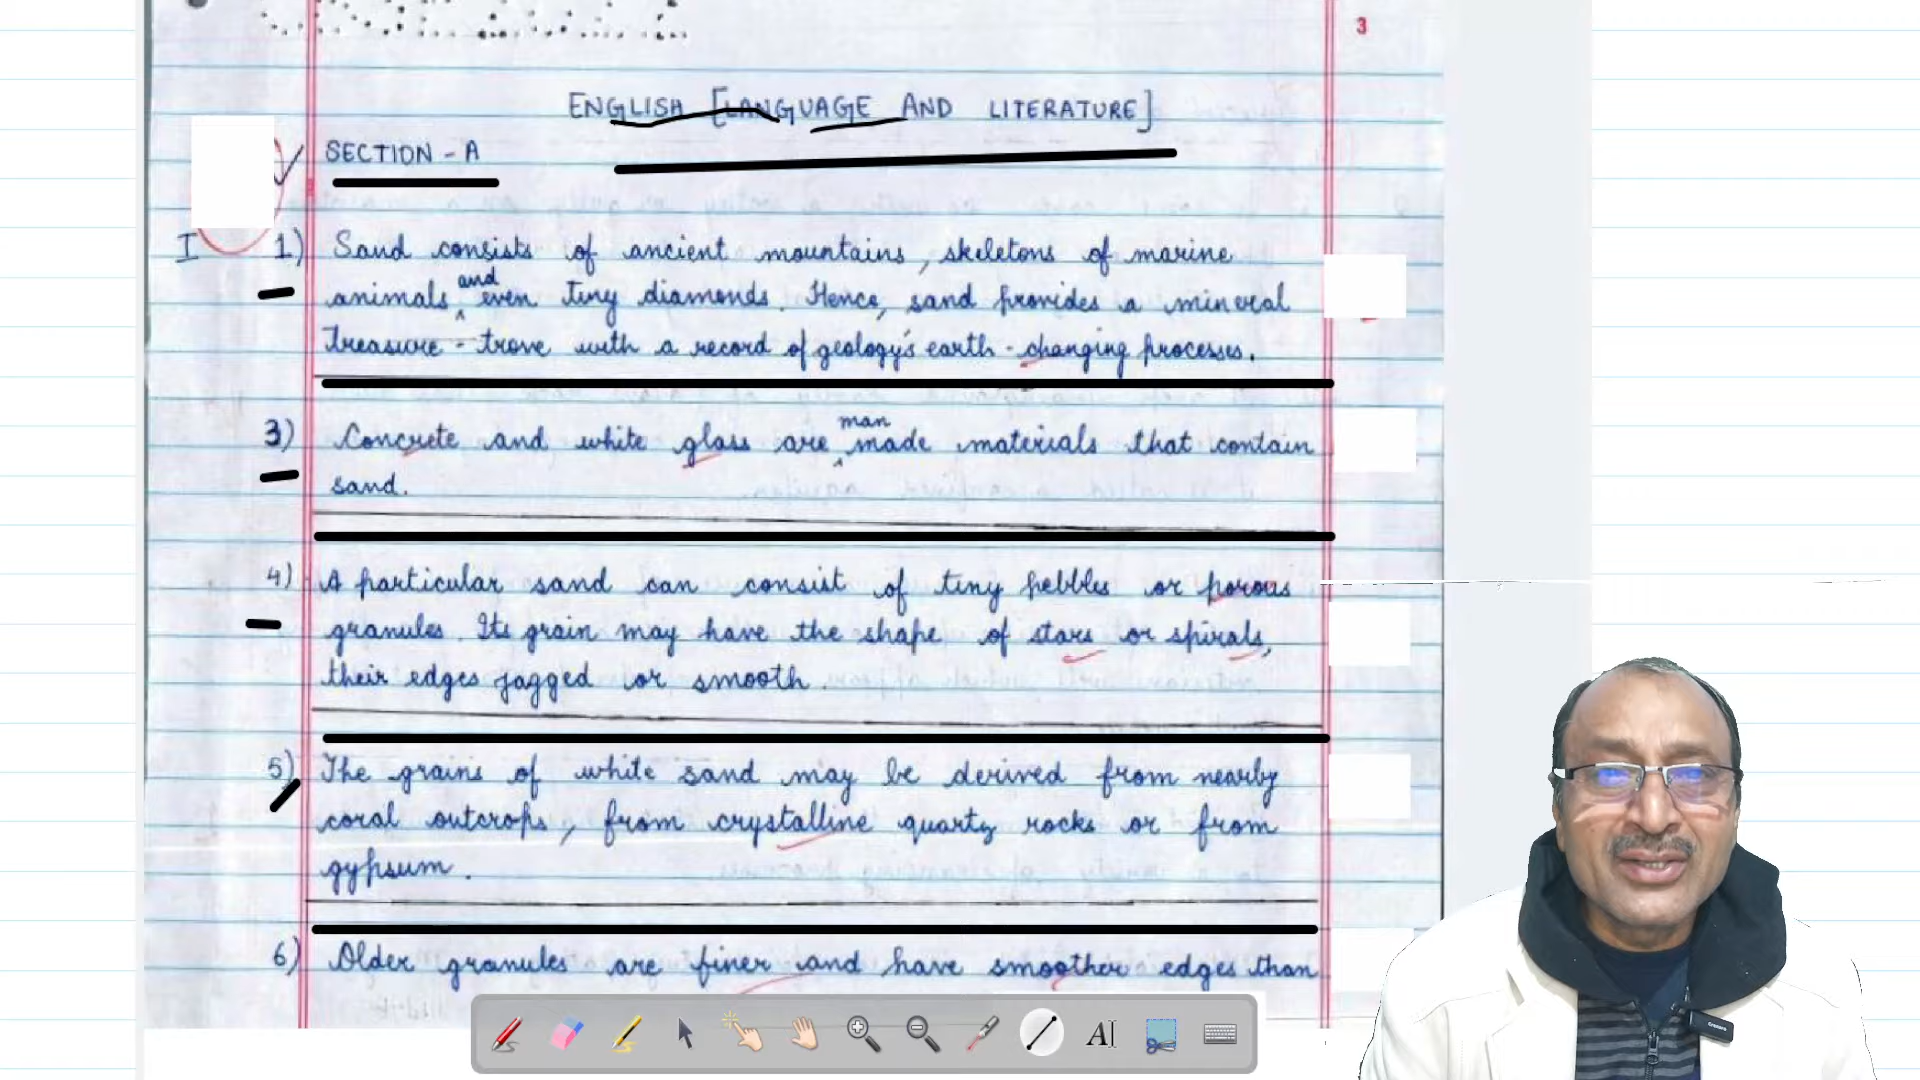 3
ENGLISH [LANGUAGE AND LITERATURE]
SECTION - A
I 1) Sand consists of ancient mountains, skeletons of marine
animals and even tiny diamonds. Hence, sand provides a mineral
treasure - trove with a record of geology's earth - changing processes.
3) Concrete and white glass are man made materials that contain
sand.
4) A particular sand can consist of tiny pebbles or porous
granules. Its grain may have the shape of stars or spirals,
their edges jagged or smooth.
5) The grains of white sand may be derived from nearby
coral outcrops, from crystalline quartz rocks or from
gypsum.
6) Older granules are finer and have smoother edges than
A